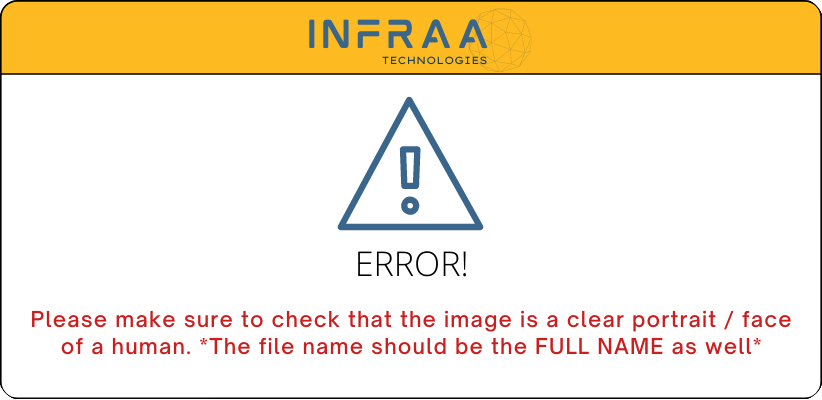 INFRAA
TECHNOLOGIES
ERROR!
Please make sure to check that the image is a clear portrait / face
of a human. *The file name should be the FULL NAME as well*